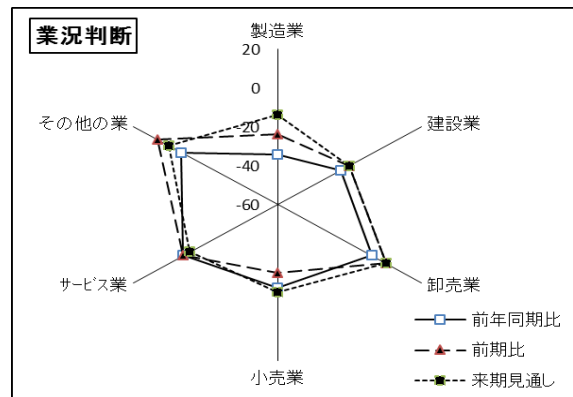 業況判断
製造業
20
0
-20
-40
-60
建設業
卸売業
小売業
サービス業
その他の業
前年同期比
前期比
来期見通し